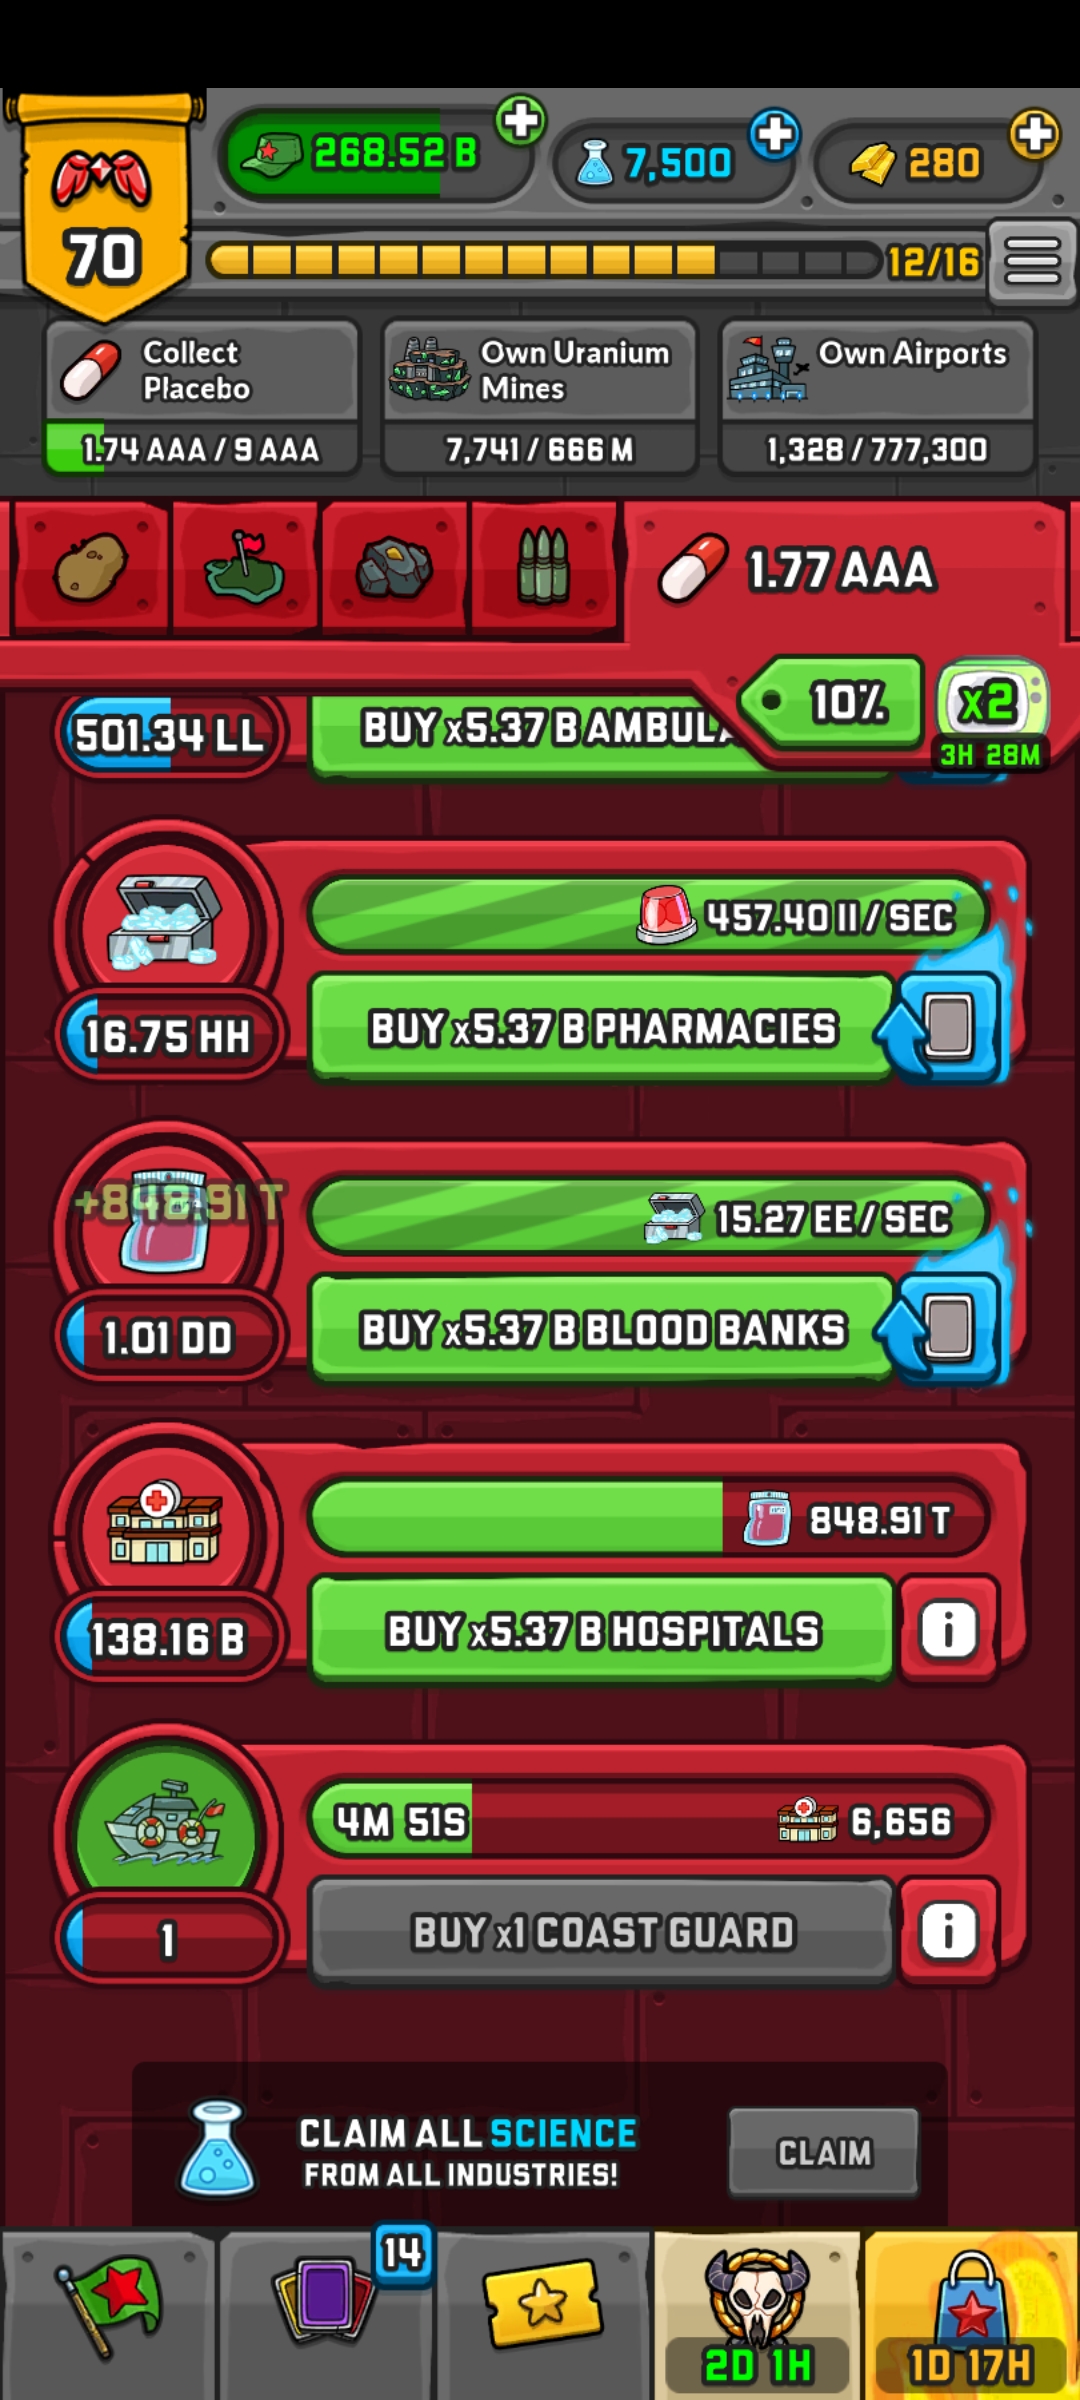 268.52 B
7,500
280
70
12/16
Collect
Placebo
Own Uranium
Mines
Own Airports
1.74 AAA / 9 AAA
7,741 / 666 M
1,328 / 777,300
1.77 AAA
10%
x2
3H 28M
501.34 LL
BUY x5.37 B AMBULA
457.40 II / SEC
16.75 HH
BUY x5.37 B PHARMACIES
+848.91 T
15.27 EE / SEC
1.01 DD
BUY x5.37 B BLOOD BANKS
848.91 T
138.16 B
BUY x5.37 B HOSPITALS
i
4M 51S
6,656
1
BUY x1 COAST GUARD
i
CLAIM ALL SCIENCE
FROM ALL INDUSTRIES!
CLAIM
14
2D 1H
1D 17H